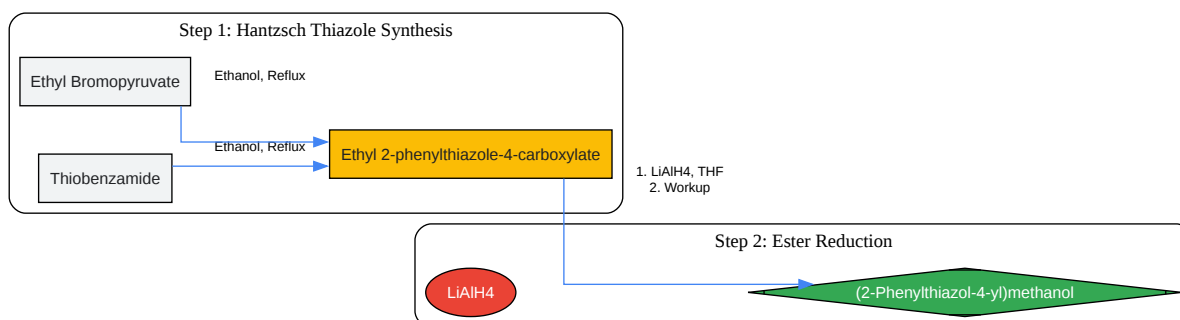 Step 1: Hantzsch Thiazole Synthesis
Ethyl Bromopyruvate
Ethanol, Reflux
Ethanol, Reflux
Thiobenzamide
Ethyl 2-phenylthiazole-4-carboxylate
1. LiAlH4, THF
2. Workup
Step 2: Ester Reduction
LiAlH4
(2-Phenylthiazol-4-yl)methanol